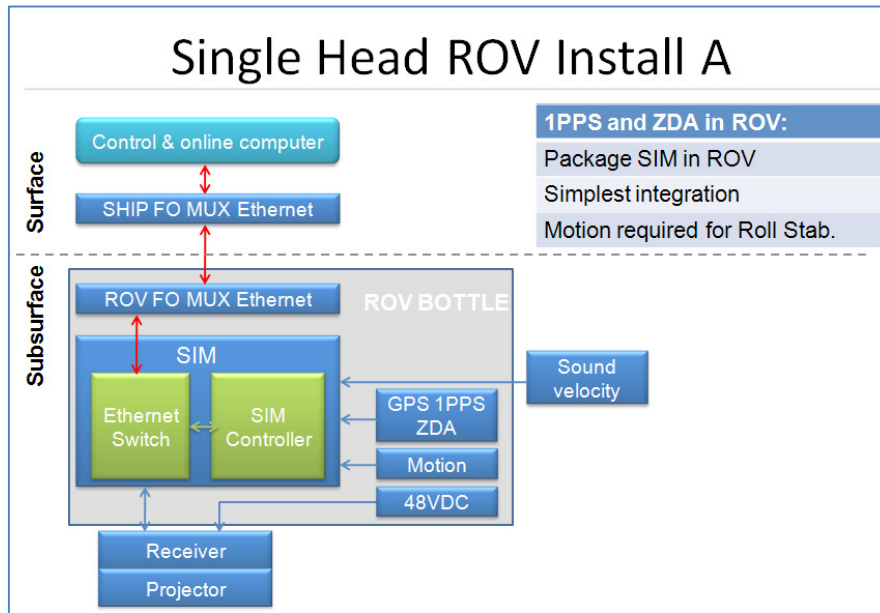 Single Head ROV Install A
Surface
Control & online computer
SHIP FO MUX Ethernet
1PPS and ZDA in ROV:
Package SIM in ROV
Simplest integration
Motion required for Roll Stab.
Subsurface
ROV FO MUX Ethernet
ROV BOTTLE
SIM
Ethernet
Switch
SIM
Controller
Sound
velocity
GPS 1PPS
ZDA
Motion
48VDC
Receiver
Projector